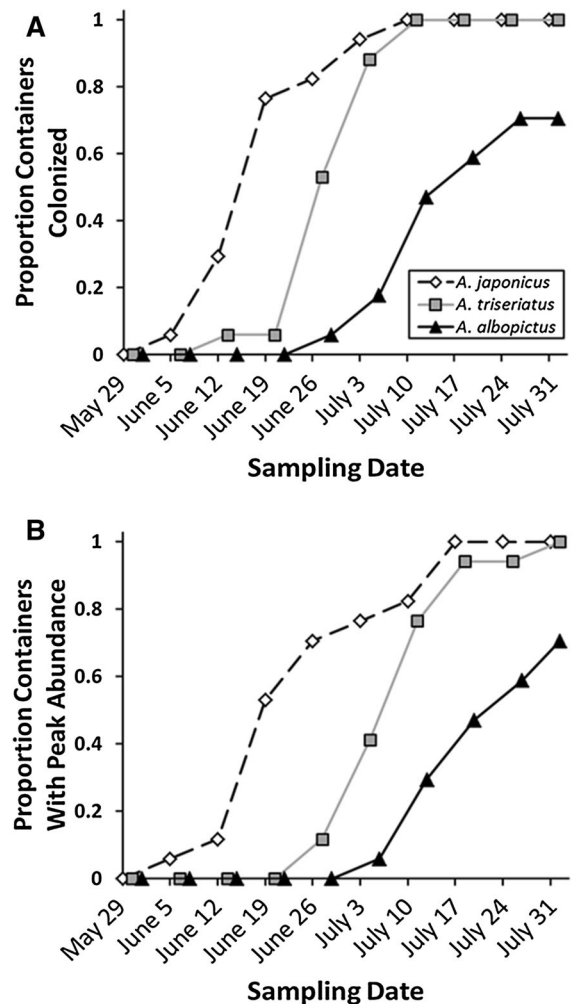 A
Proportion Containers
Colonized
1
0.8
0.6
0.4
0.2
0
A. japonicus
A. triseriatus
A. albopictus
May 29
June 5
June 12
June 19
June 26
July 3
July 10
July 17
July 24
July 31
Sampling Date
B
Proportion Containers
With Peak Abundance
1
0.8
0.6
0.4
0.2
0
May 29
June 5
June 12
June 19
June 26
July 3
July 10
July 17
July 24
July 31
Sampling Date